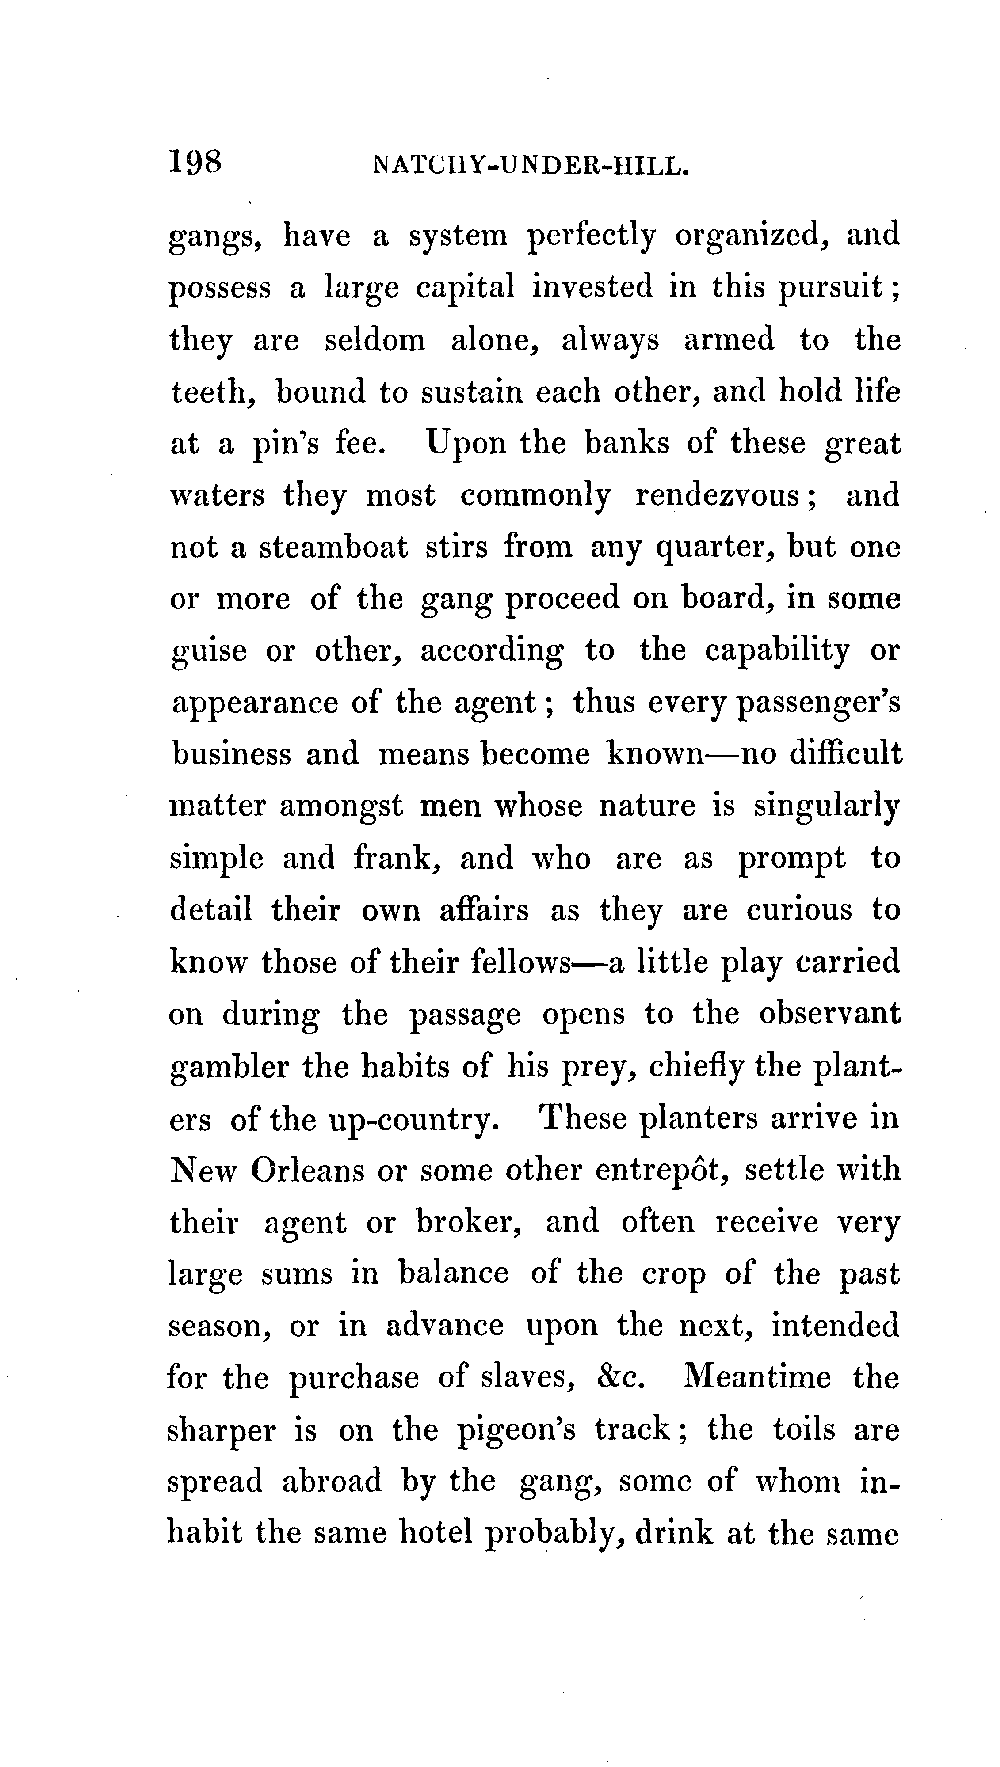 198 NATCHY-UNDER-HILL.
gangs, have a system perfectly organized, and
possess a large capital invested in this pursuit;
they are seldom alone, always armed to the
teeth, bound to sustain each other, and hold life
at a pin's fee. Upon the banks of these great
waters they most commonly rendezvous; and
not a steamboat stirs from any quarter, but one
or more of the gang proceed on board, in some
guise or other, according to the capability or
appearance of the agent; thus every passenger's
business and means become known—no difficult
matter amongst men whose nature is singularly
simple and frank, and who are as prompt to
detail their own affairs as they are curious to
know those of their fellows—a little play carried
on during the passage opens to the observant
gambler the habits of his prey, chiefly the plant-
ers of the up-country. These planters arrive in
New Orleans or some other entrepôt, settle with
their agent or broker, and often receive very
large sums in balance of the crop of the past
season, or in advance upon the next, intended
for the purchase of slaves, &c. Meantime the
sharper is on the pigeon's track; the toils are
spread abroad by the gang, some of whom in-
habit the same hotel probably, drink at the same